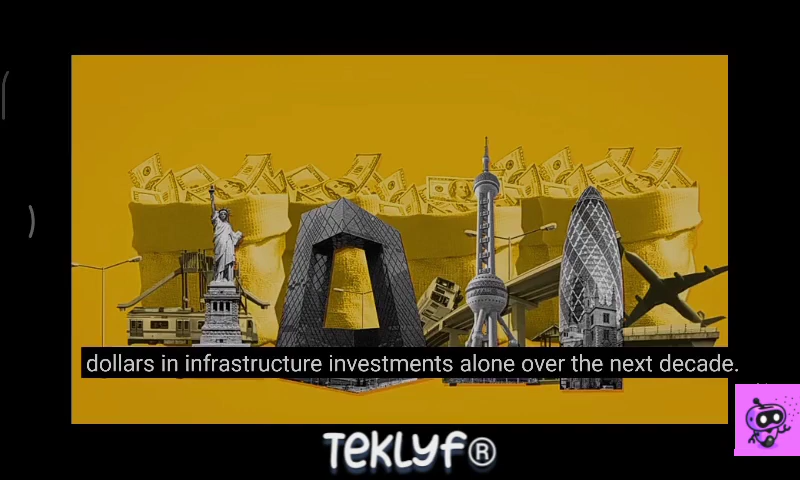 dollars in infrastructure investments alone over the next decade.
TEKLYF®